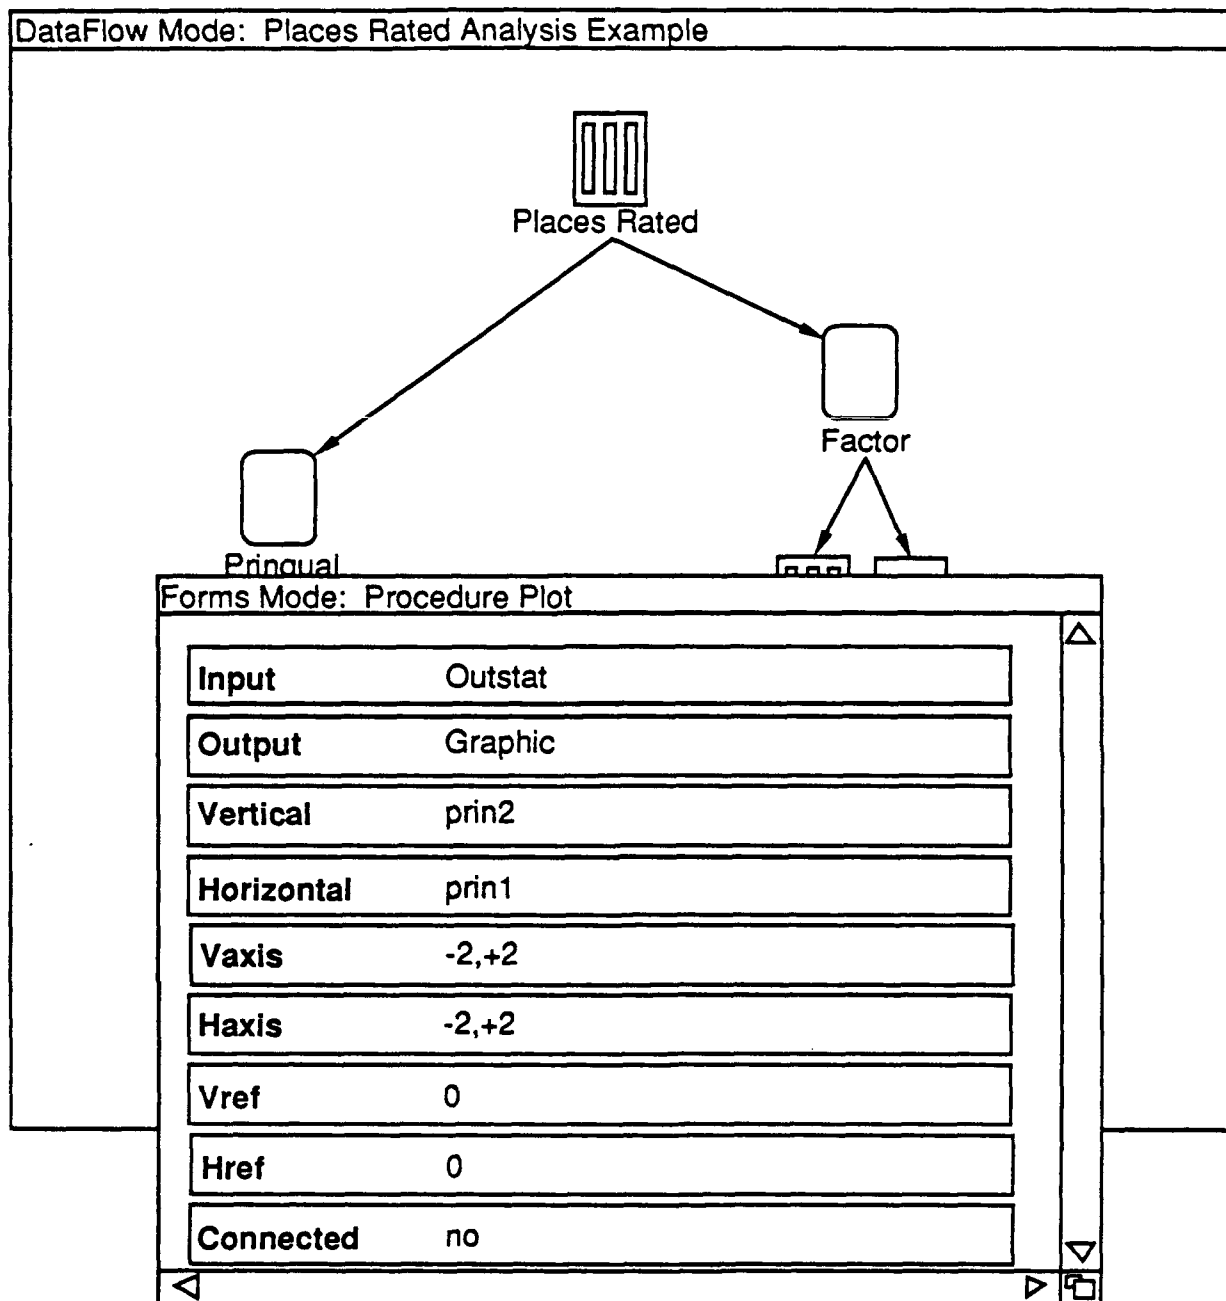 DataFlow Mode: Places Rated Analysis Example
Places Rated
Factor
Prinqual
Forms Mode: Procedure Plot
Input Outstat
Output Graphic
Vertical prin2
Horizontal prin1
Vaxis -2,+2
Haxis -2,+2
Vref 0
Href 0
Connected no